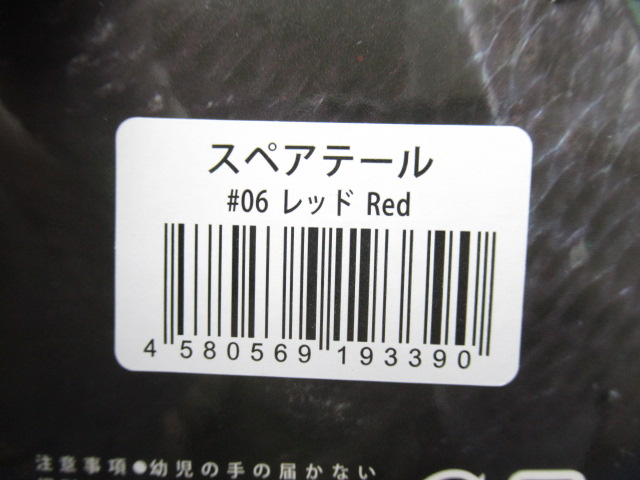 スペアテール
#06 レッド Red
4 580569 193390
注意事項●幼児の手の届かない